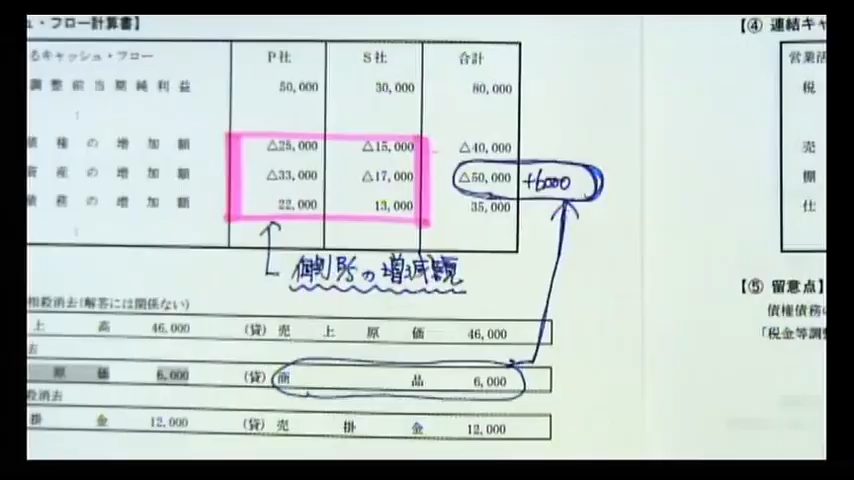 ・フロー計算書】
【④ 連結キャ
るキャッシュ・フロー P社 S社 合計
営業活
調整前当期純利益 50,000 30,000 80,000
税
債権の増加額 △25,000 △15,000 △40,000
売
資産の増加額 △33,000 △17,000 △50,000 +6000
棚
債務の増加額 22,000 13,000 35,000
仕
個別F/Sの増減額
【⑤ 留意点】
相殺消去(解答には関係ない)
債権債務の
上高 46,000 (貸) 売上原価 46,000
「税金等調整
去
原価 6,000 (貸) 商品 6,000
殺消去
掛金 12,000 (貸) 売掛金 12,000